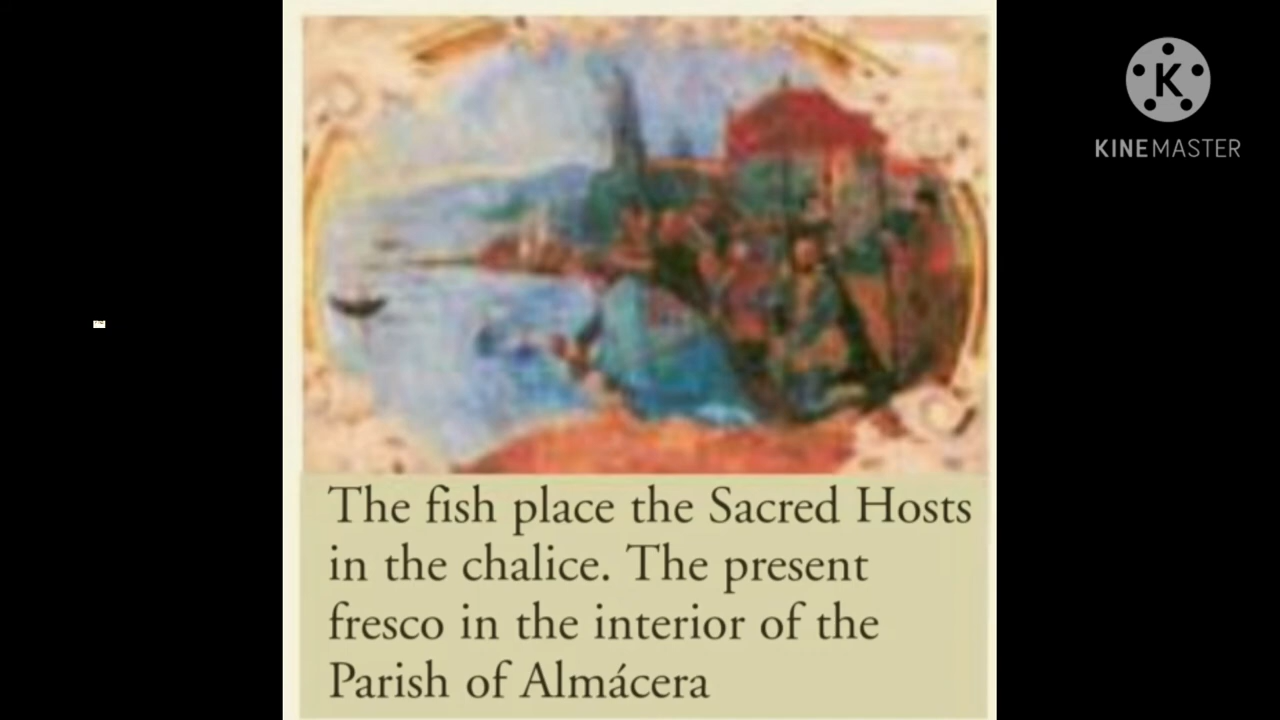 K
KINEMASTER
The fish place the Sacred Hosts
in the chalice. The present
fresco in the interior of the
Parish of Almácera